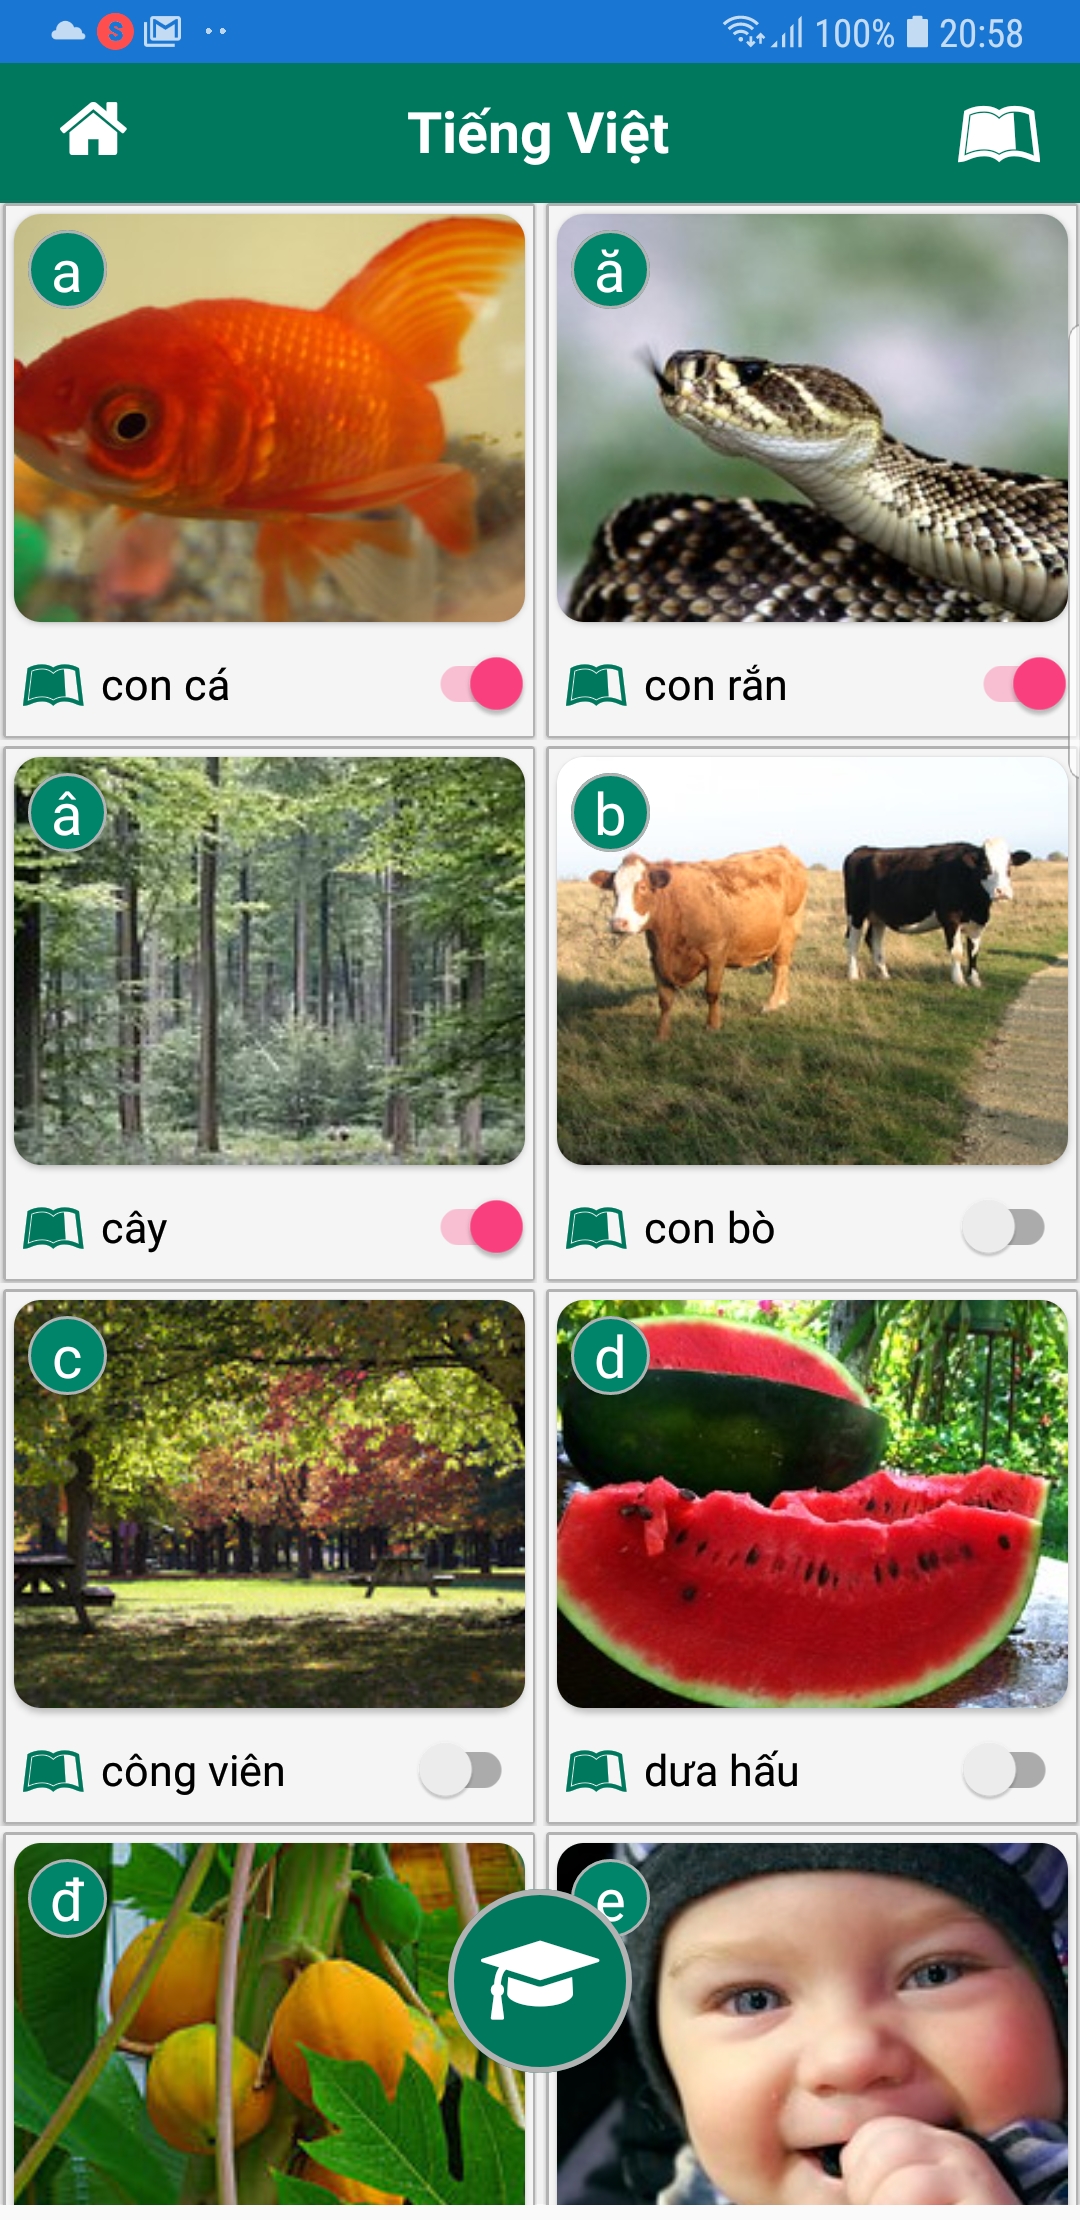 S 100% 20:58
Tiếng Việt
a
ă
con cá
con rắn
â
b
cây
con bò
c
d
công viên
dưa hấu
đ
e